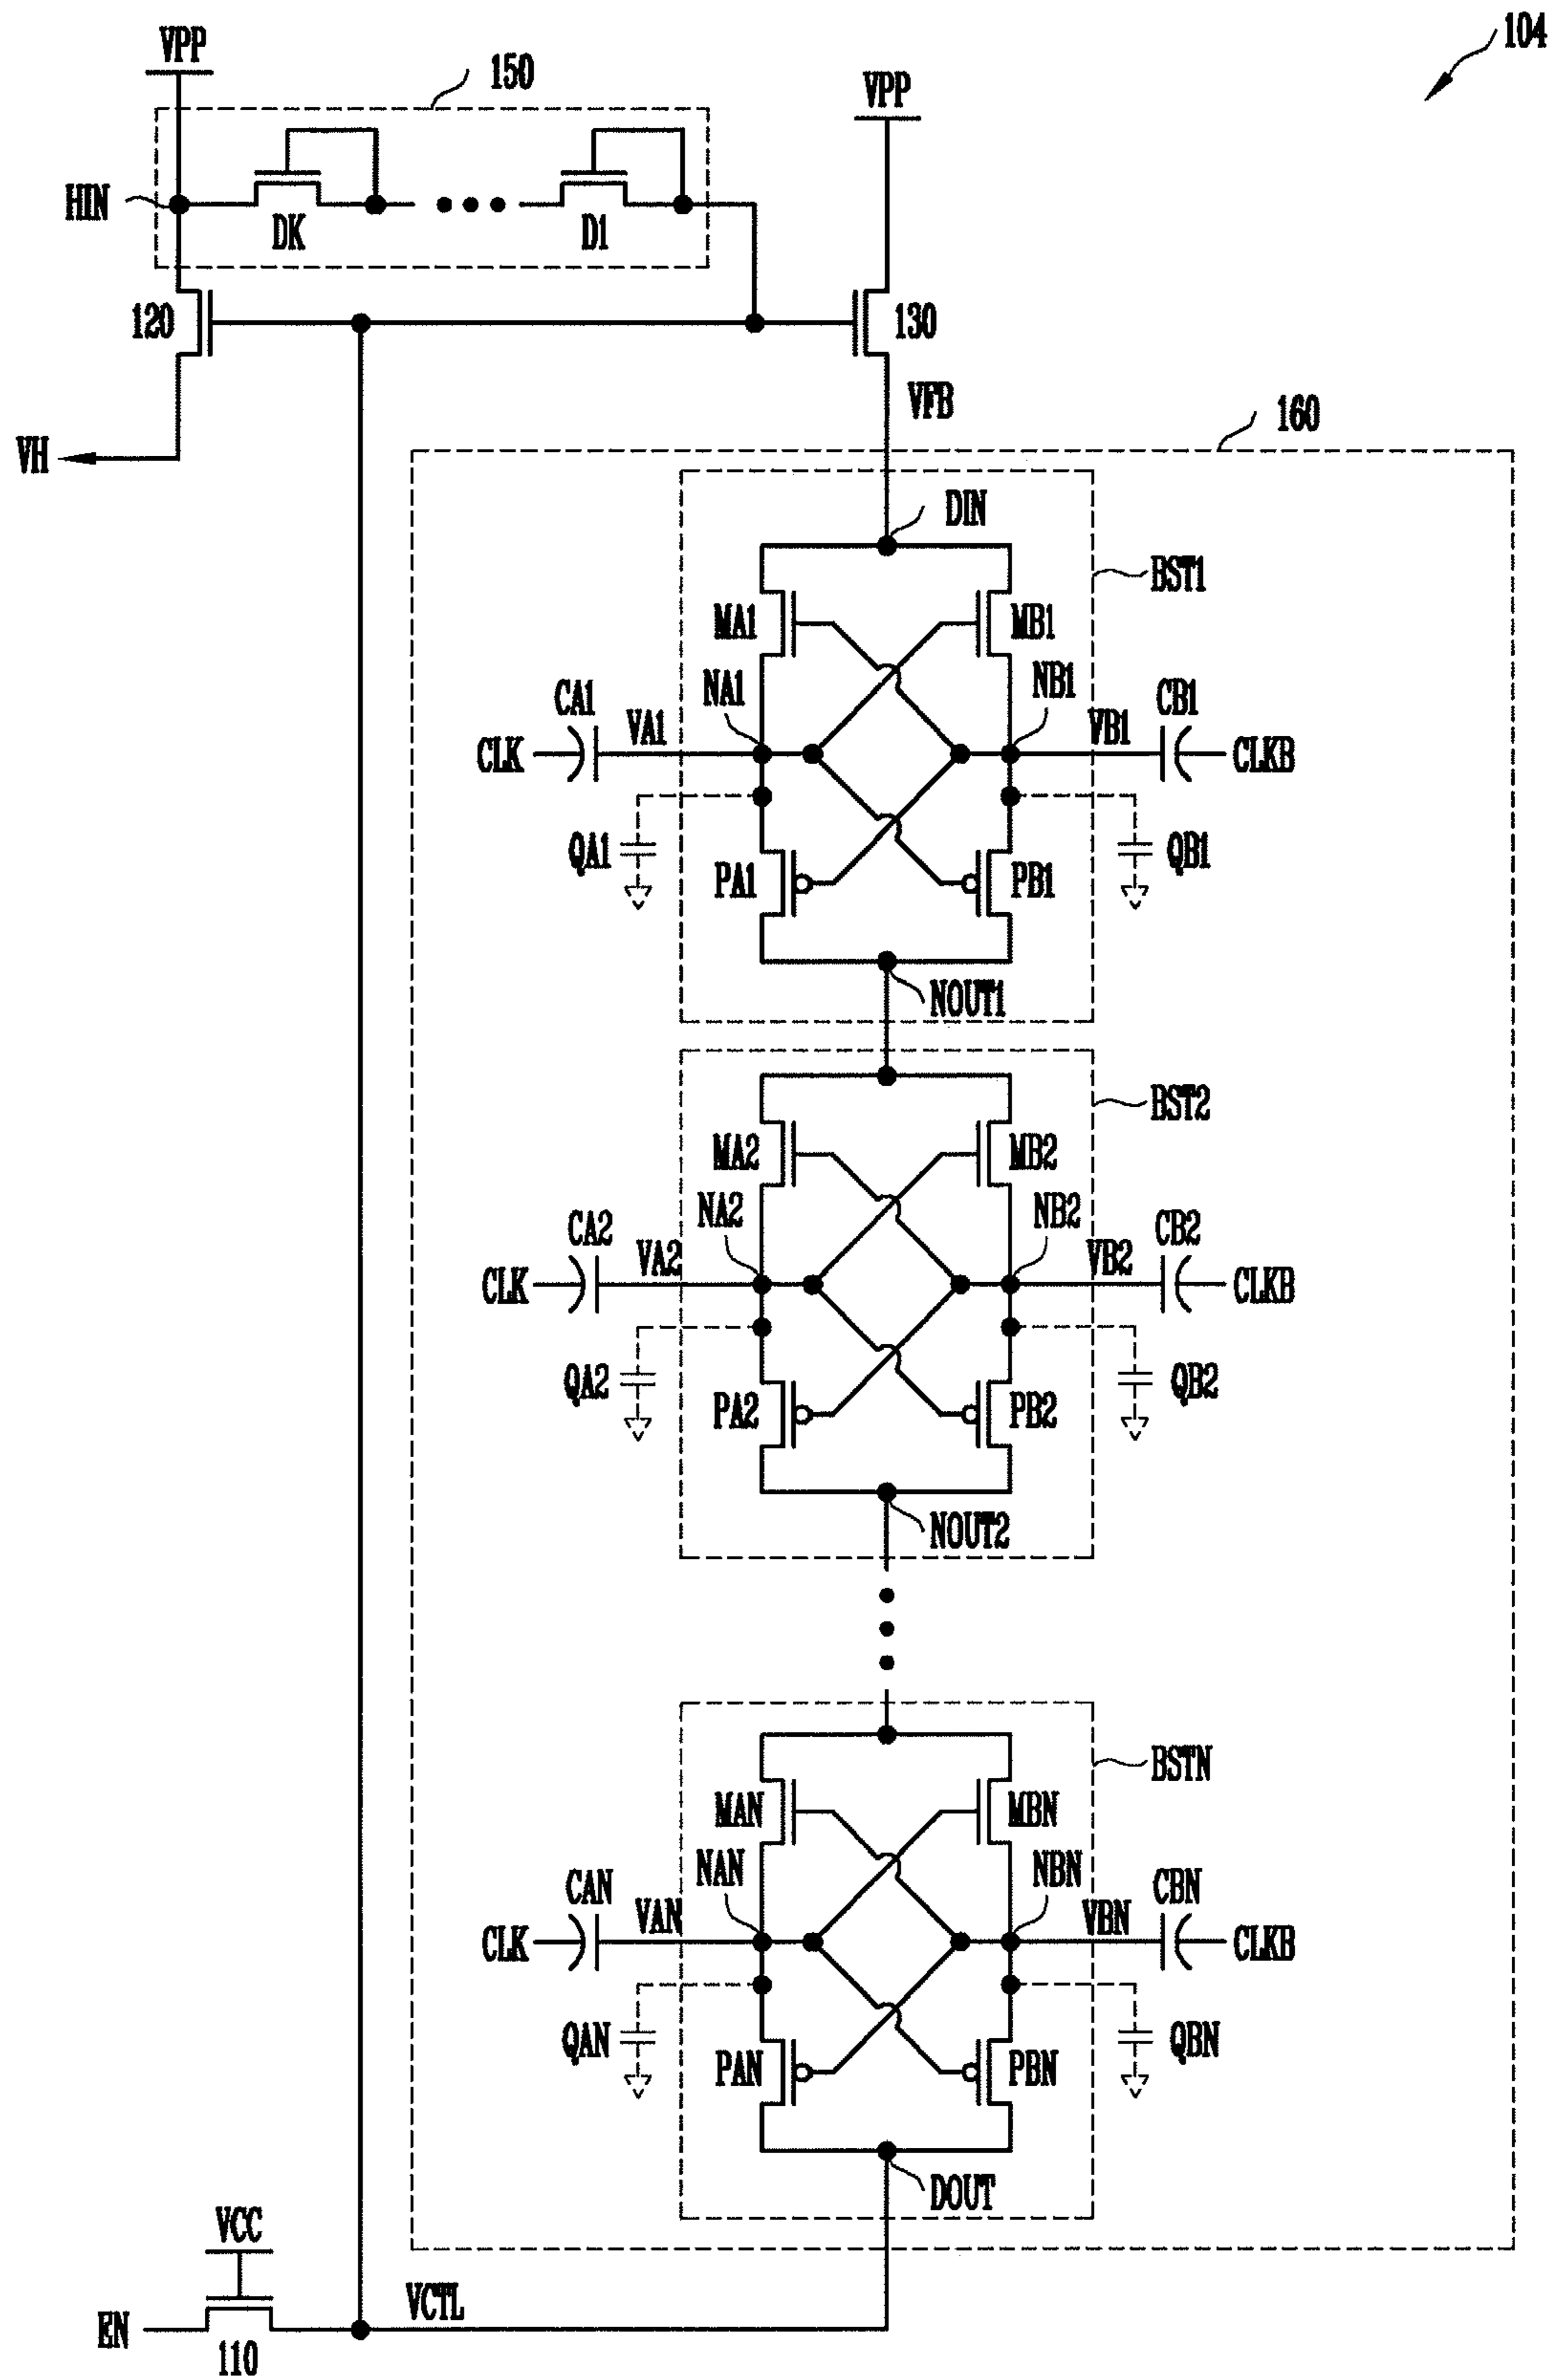 104
VPP
150
VPP
HIN
DK
D1
120
130
VFB
VH
160
DIN
BST1
MA1
MB1
NA1
NB1
CA1
VA1
VB1
CB1
CLK
CLKB
QA1
PA1
PB1
QB1
NOUT1
BST2
MA2
MB2
NA2
NB2
CA2
VA2
VB2
CB2
CLK
CLKB
QA2
PA2
PB2
QB2
NOUT2
BSTN
MAN
MBN
NAN
NBN
CAN
VAN
VBN
CBN
CLK
CLKB
QAN
PAN
PBN
QBN
DOUT
VCC
VCTL
EN
110